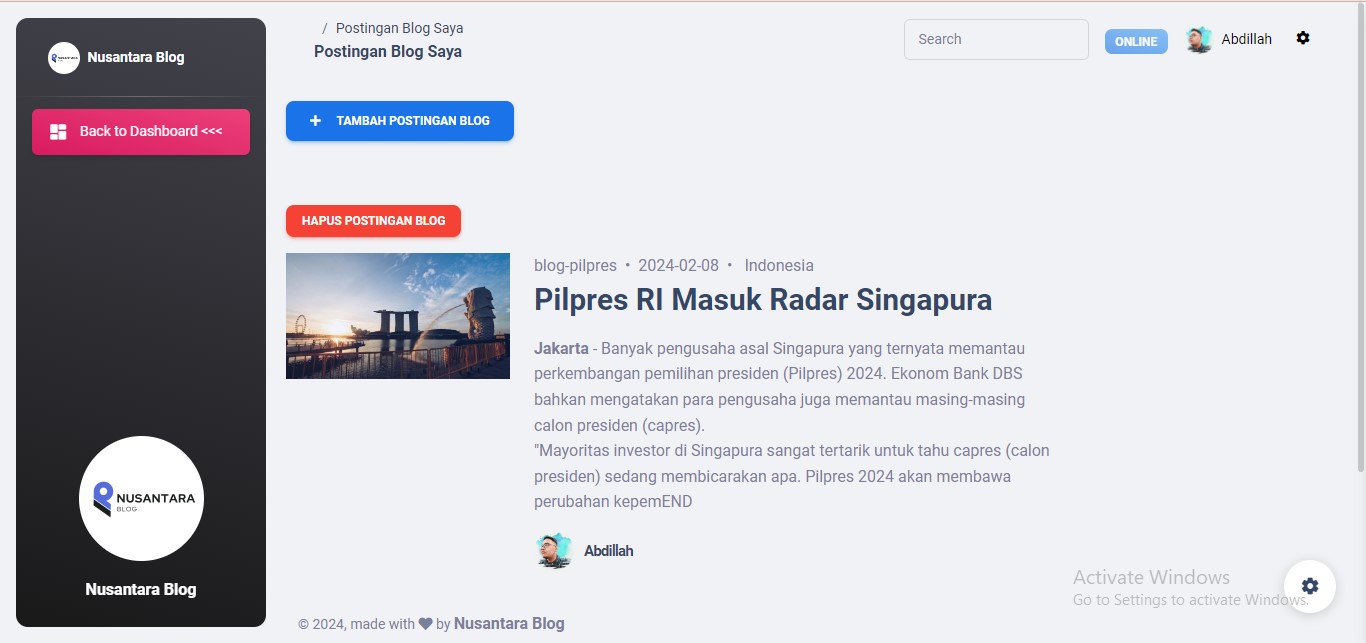 Nusantara Blog
Back to Dashboard <<<
NUSANTARA
BLOG
Nusantara Blog
/ Postingan Blog Saya
Postingan Blog Saya
Search
ONLINE
Abdillah
+ TAMBAH POSTINGAN BLOG
HAPUS POSTINGAN BLOG
blog-pilpres • 2024-02-08 • Indonesia
Pilpres RI Masuk Radar Singapura
Jakarta - Banyak pengusaha asal Singapura yang ternyata memantau
perkembangan pemilihan presiden (Pilpres) 2024. Ekonom Bank DBS
bahkan mengatakan para pengusaha juga memantau masing-masing
calon presiden (capres).
"Mayoritas investor di Singapura sangat tertarik untuk tahu capres (calon
presiden) sedang membicarakan apa. Pilpres 2024 akan membawa
perubahan kepemEND
Abdillah
© 2024, made with ♥ by Nusantara Blog
Activate Windows
Go to Settings to activate Windows.